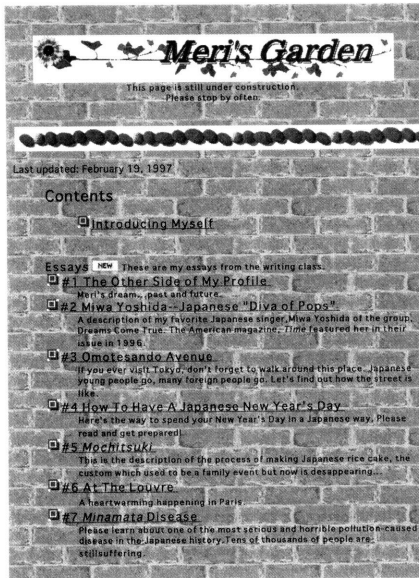 Meri's Garden
This page is still under construction.
Please stop by often.
Last updated: February 19, 1997
Contents
Introducing Myself
Essays NEW These are my essays from the writing class.
#1 The Other Side of My Profile
Meri's dream...past and future.
#2 Miwa Yoshida--Japanese "Diva of Pops"
A description of my favorite Japanese singer,Miwa Yoshida of the group,
Dreams Come True. The American magazine, Time featured her in their
issue in 1996.
#3 Omotesando Avenue
If you ever visit Tokyo, don't forget to walk around this place. Japanese
young people go, many foreign people go. Let's find out how the street is
like.
#4 How To Have A Japanese New Year's Day
Here's the way to spend your New Year's Day in a Japanese way. Please
read and get prepared!
#5 Mochitsuki
This is the description of the process of making Japanese rice cake, the
custom which used to be a family event but now is desappearing...
#6 At The Louvre
A heartwarming happening in Paris
#7 Minamata Disease
Please learn about one of the most serious and horrible pollution-caused
disease in the Japanese history.Tens of thousands of people are
stillsuffering.